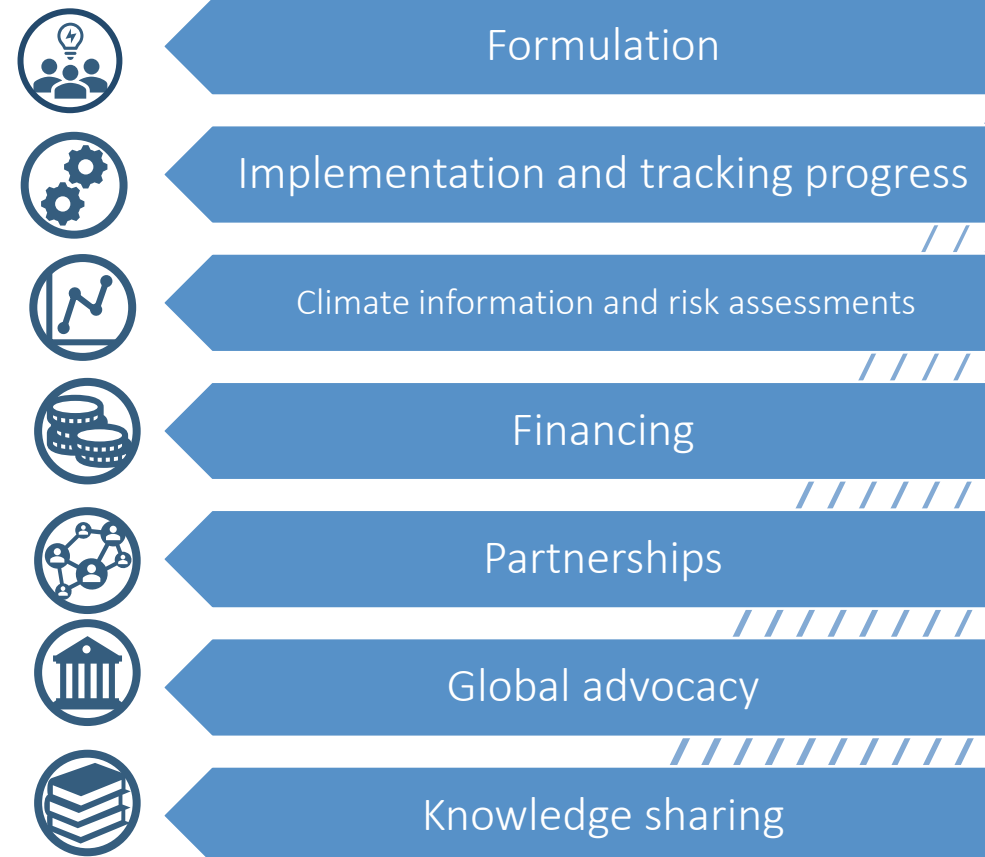 Formulation
Implementation and tracking progress
Climate information and risk assessments
Financing
Partnerships
Global advocacy
Knowledge sharing